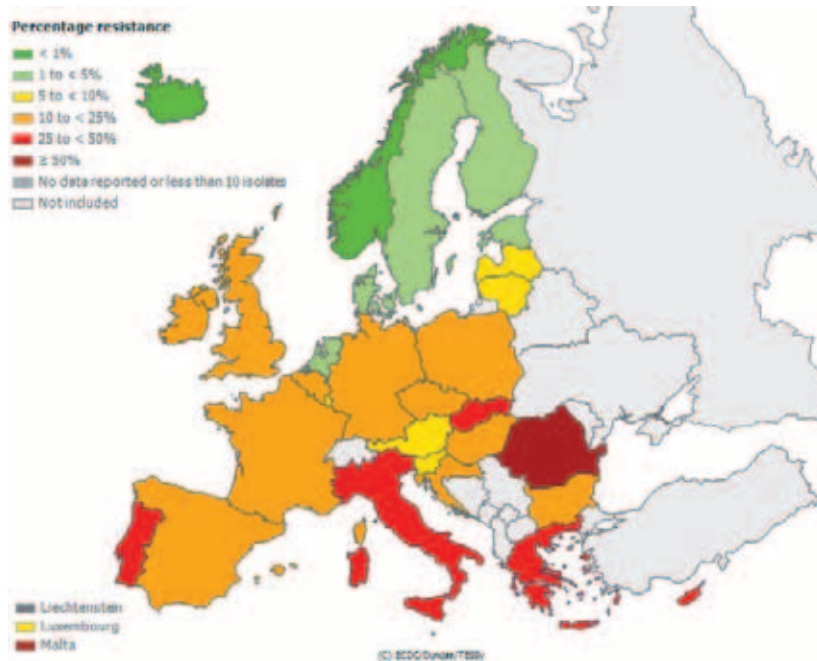 Percentage resistance
< 1%
1 to < 5%
5 to < 10%
10 to < 25%
25 to < 50%
≥ 50%
No data reported or less than 10 isolates
Not included
Liechtenstein
Luxembourg
Malta
(C) ECDC/Dundas/TESSy